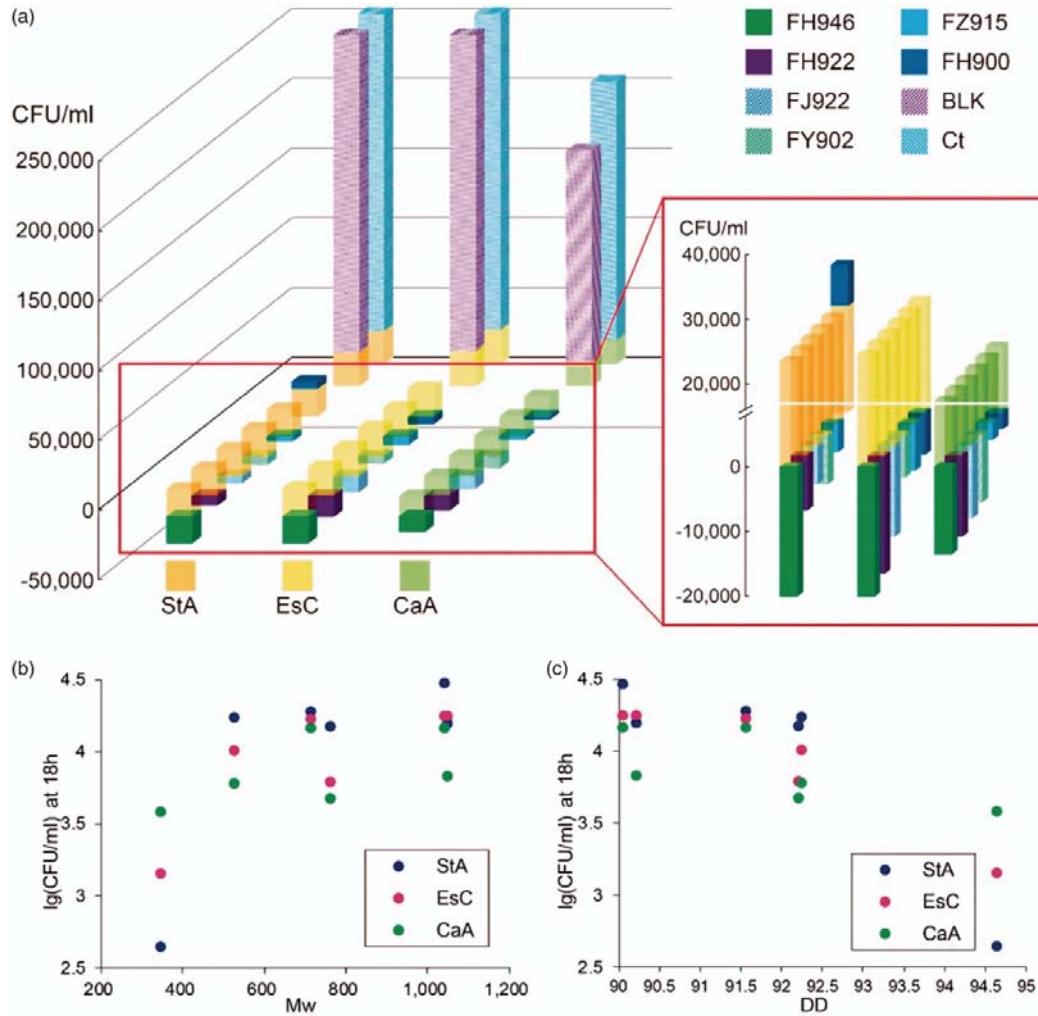 (a)
CFU/ml
250,000
200,000
150,000
100,000
50,000
0
-50,000
StA EsC CaA
FH946 FZ915
FH922 FH900
FJ922 BLK
FY902 Ct
CFU/ml
40,000
30,000
20,000
0
-10,000
-20,000
(b)
lg(CFU/ml) at 18h
4.5
4
3.5
3
2.5
200 400 600 800 1,000 1,200
Mw
StA
EsC
CaA
(c)
lg(CFU/ml) at 18h
4.5
4
3.5
3
2.5
90 90.5 91 91.5 92 92.5 93 93.5 94 94.5 95
DD
StA
EsC
CaA